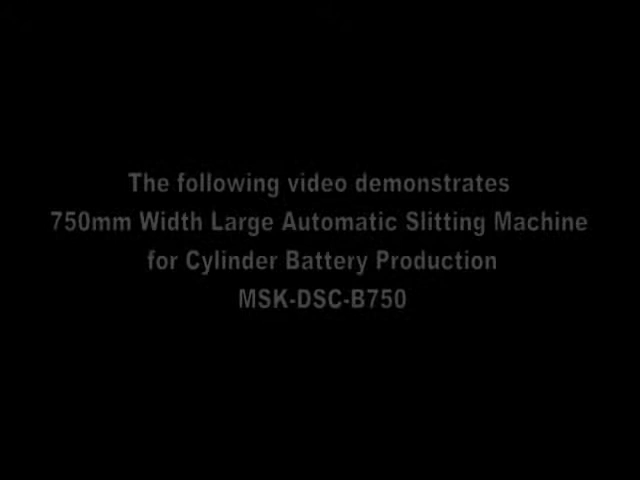 The following video demonstrates
750mm Width Large Automatic Slitting Machine
for Cylinder Battery Production
MSK-DSC-B750